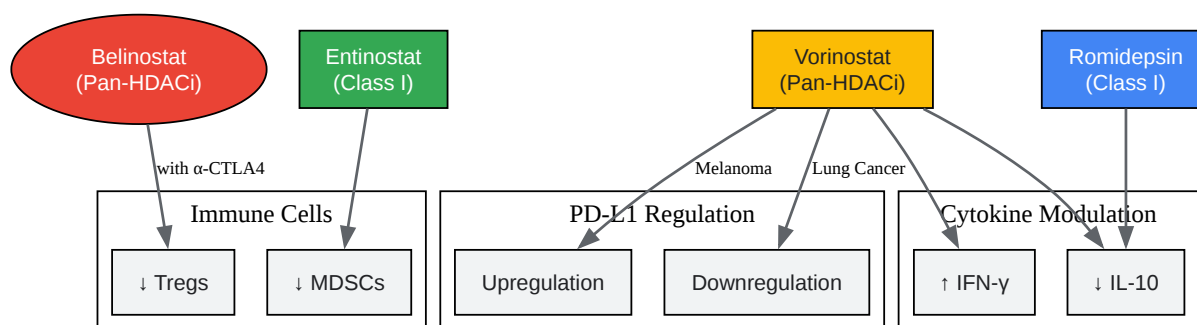 Belinostat
(Pan-HDACi)
Entinostat
(Class I)
Vorinostat
(Pan-HDACi)
Romidepsin
(Class I)
with α-CTLA4
Melanoma
Lung Cancer
Immune Cells
PD-L1 Regulation
Cytokine Modulation
↓ Tregs
↓ MDSCs
Upregulation
Downregulation
↑ IFN-γ
↓ IL-10